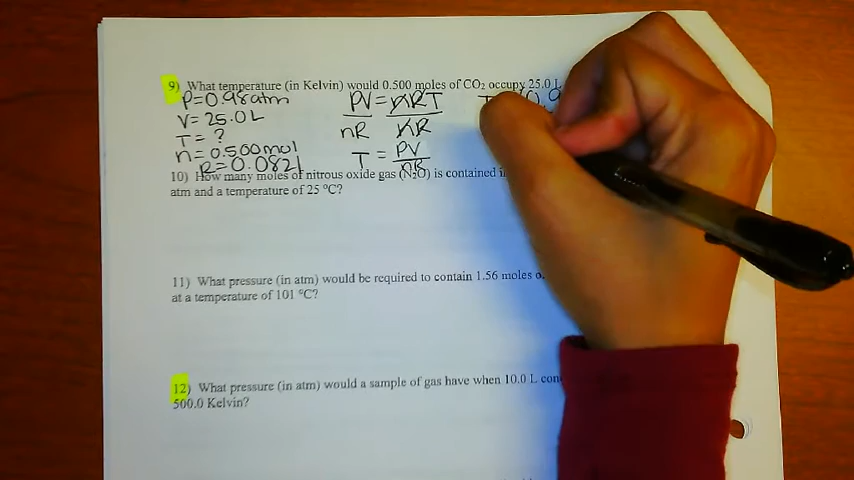 9) What temperature (in Kelvin) would 0.500 moles of CO₂ occupy 25.0 L
P=0.98atm
V=25.0L
T=?
n=0.500mol
R=0.0821
PV=nRT
nR nR
T=PV
nR
10) How many moles of nitrous oxide gas (N₂O) is contained
atm and a temperature of 25 °C?
11) What pressure (in atm) would be required to contain 1.56 moles
at a temperature of 101 °C?
12) What pressure (in atm) would a sample of gas have when 10.0 L
500.0 Kelvin?